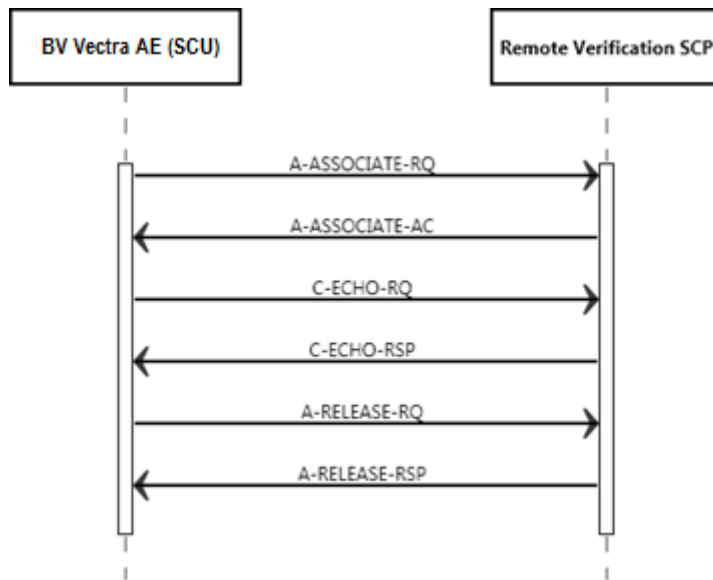 BV Vectra AE (SCU)
Remote Verification SCP
A-ASSOCIATE-RQ
A-ASSOCIATE-AC
C-ECHO-RQ
C-ECHO-RSP
A-RELEASE-RQ
A-RELEASE-RSP